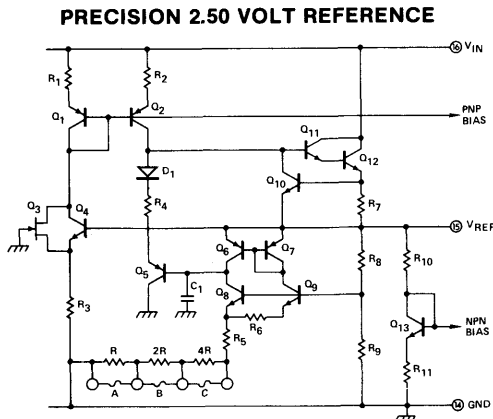 PRECISION 2.50 VOLT REFERENCE
16 VIN
R1
R2
Q1
Q2
PNP
BIAS
Q11
Q12
D1
Q10
Q3
Q4
R4
R7
15 VREF
Q6
Q7
R8
R10
Q5
C1
Q8
Q9
R3
R6
Q13
NPN
BIAS
R5
R9
R11
R
2R
4R
A
B
C
14 GND